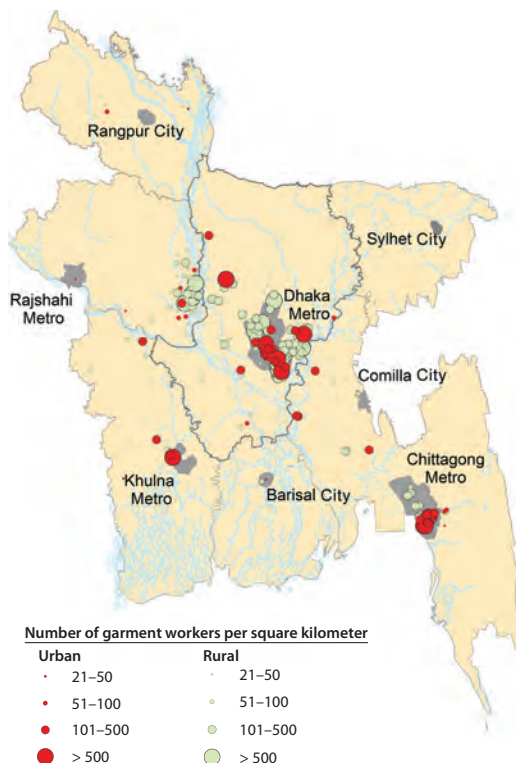 Rangpur City
Sylhet City
Rajshahi
Metro
Dhaka
Metro
Comilla City
Chittagong
Metro
Khulna
Metro
Barisal City
Number of garment workers per square kilometer
Urban Rural
21–50 21–50
51–100 51–100
101–500 101–500
> 500 > 500